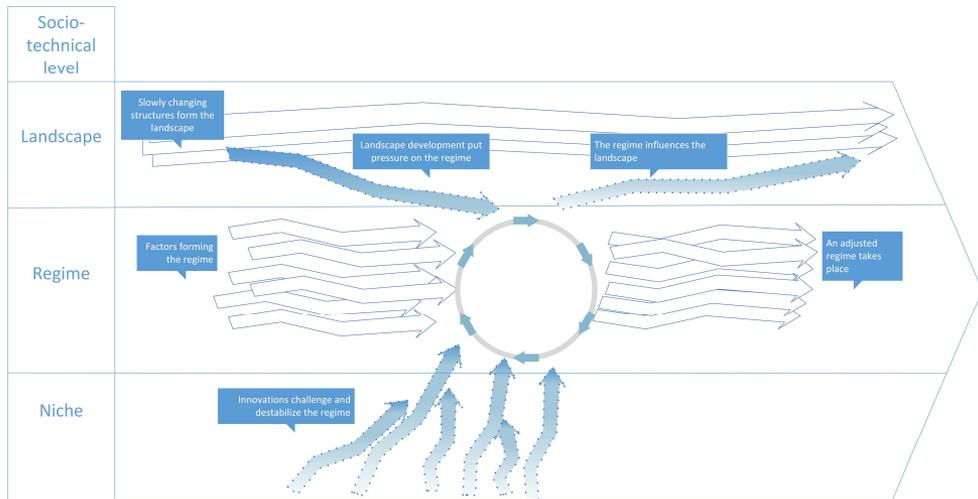 Socio-
technical
level
Landscape
Slowly changing
structures form the
landscape
Landscape development put
pressure on the regime
The regime influences the
landscape
Regime
Factors forming
the regime
An adjusted
regime takes
place
Niche
Innovations challenge and
destabilize the regime